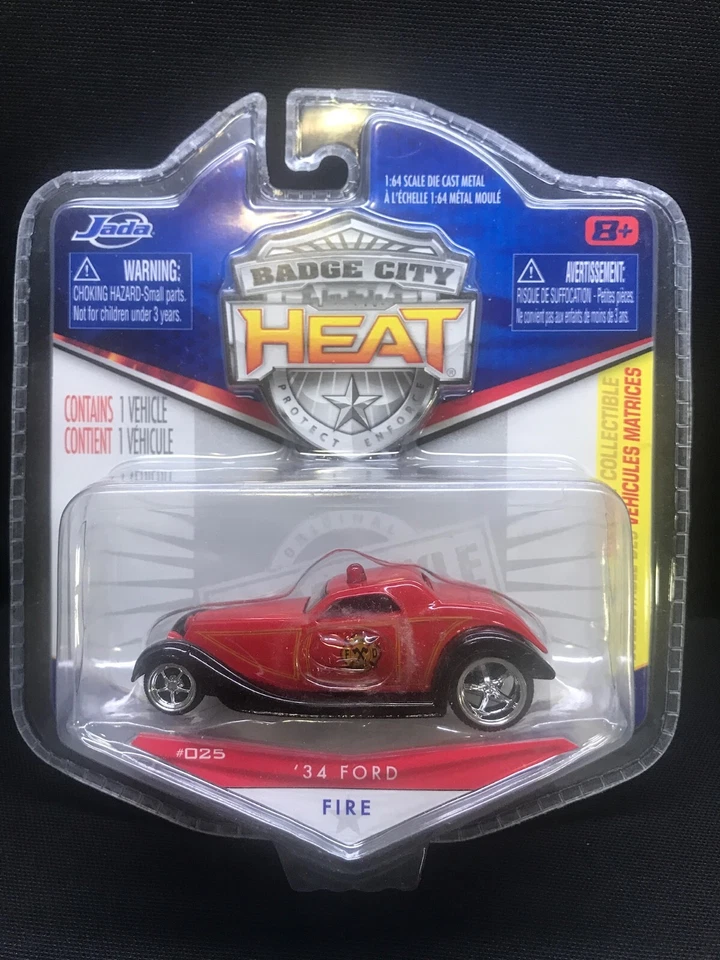 1:64 SCALE DIE CAST METAL
À L'ÉCHELLE 1:64 MÉTAL MOULÉ
Jada
8+
BADGE CITY
HEAT®
PROTECT ENFORCE
WARNING:
CHOKING HAZARD-Small parts.
Not for children under 3 years.
AVERTISSEMENT:
RISQUE DE SUFFOCATION - Petites pièces.
Ne convient pas aux enfants de moins de 3 ans.
CONTAINS 1 VEHICLE
CONTIENT 1 VÉHICULE
COLLECTIBLE
VÉHICULES MATRICES
ORIGINAL
F D
#025
'34 FORD
FIRE